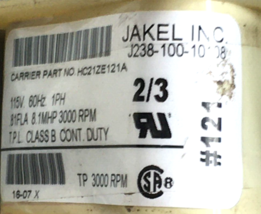 JAKEL INC.
J238-100-10108
CARRIER PART NO. HC21ZE121A
2/3
115V. 60Hz 1PH
.81FLA 8.1MHP 3000 RPM
T.P.L. CLASS B CONT. DUTY
#121
TP 3000 RPM
16-07 X